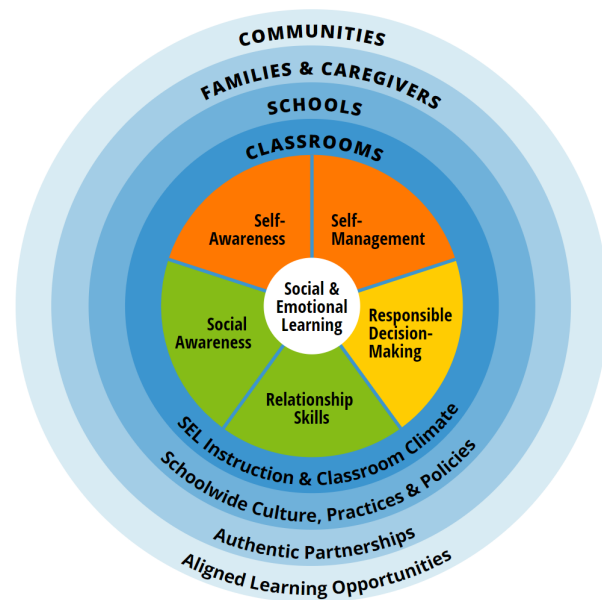 COMMUNITIES
FAMILIES & CAREGIVERS
SCHOOLS
CLASSROOMS
Self-
Awareness
Self-
Management
Social &
Emotional
Learning
Social
Awareness
Responsible
Decision-
Making
Relationship
Skills
SEL Instruction & Classroom Climate
Schoolwide Culture, Practices & Policies
Authentic Partnerships
Aligned Learning Opportunities